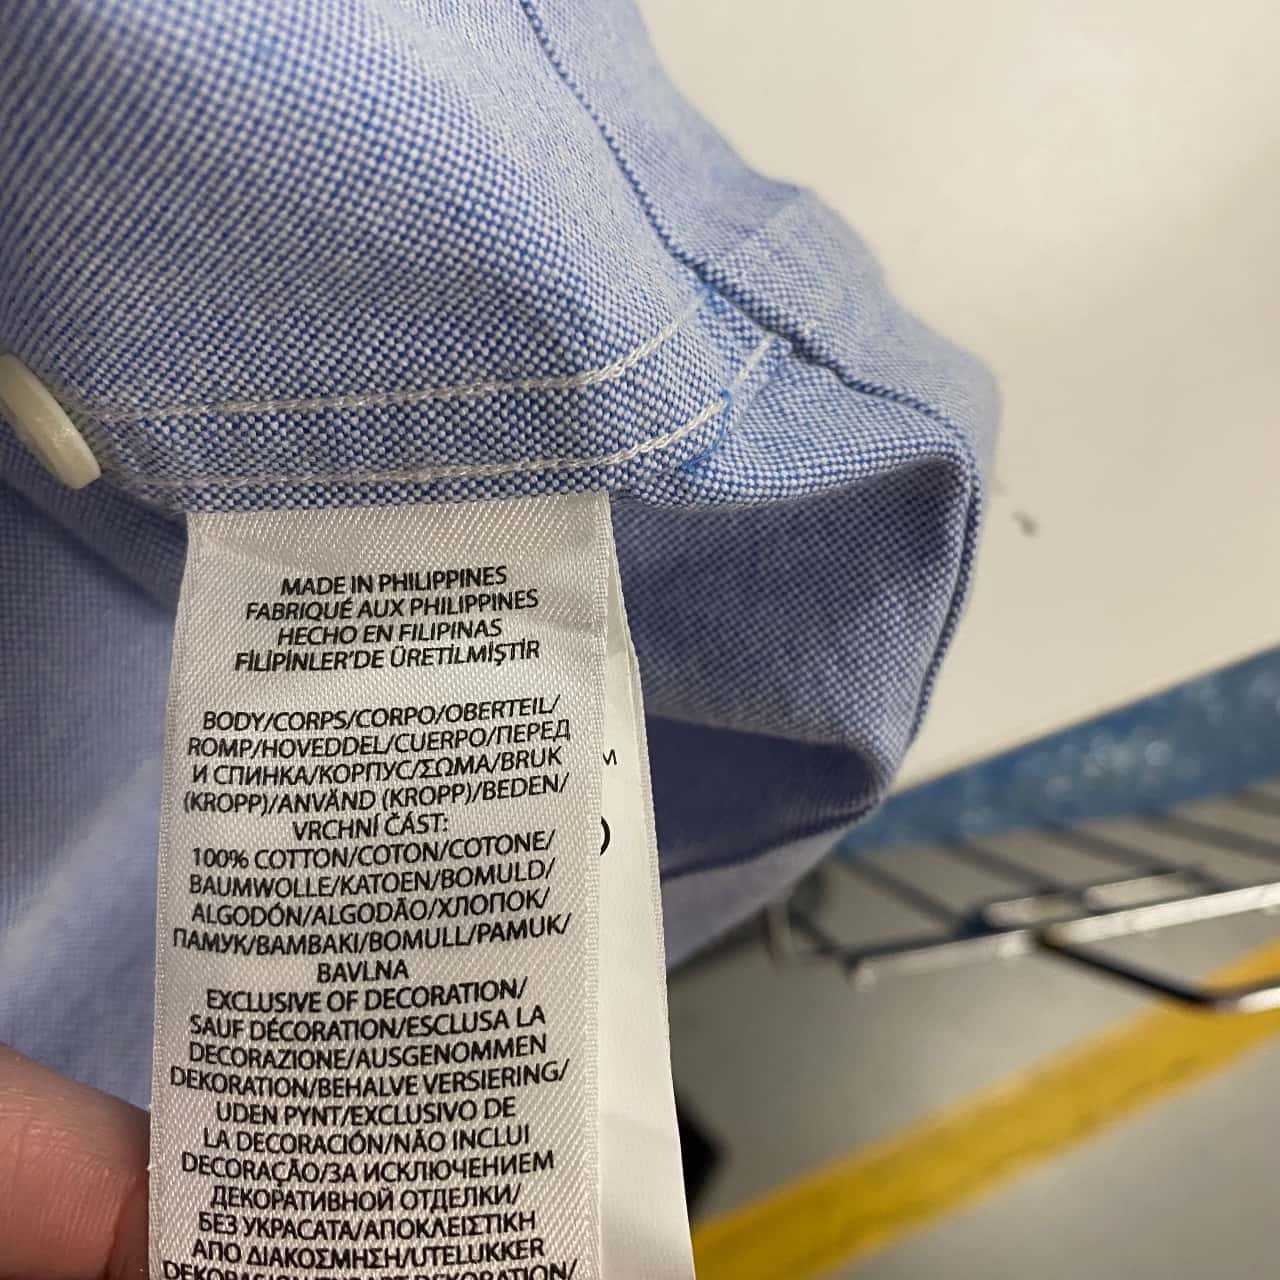 MADE IN PHILIPPINES
FABRIQUÉ AUX PHILIPPINES
HECHO EN FILIPINAS
FİLİPİNLER'DE ÜRETİLMİŞTİR
BODY/CORPS/CORPO/OBERTEIL/
ROMP/HOVEDDEL/CUERPO/ПЕРЕД
И СПИНКА/КОРПУС/ΣΩΜΑ/BRUK
(KROPP)/ANVÄND (KROPP)/BEDEN/
VRCHNÍ ČÁST:
100% COTTON/COTON/COTONE/
BAUMWOLLE/KATOEN/BOMULD/
ALGODÓN/ALGODÃO/ХЛОПОК/
ПАМУК/ΒΑΜΒΑΚΙ/BOMULL/PAMUK/
BAVLNA
EXCLUSIVE OF DECORATION/
SAUF DÉCORATION/ESCLUSA LA
DECORAZIONE/AUSGENOMMEN
DEKORATION/BEHALVE VERSIERING/
UDEN PYNT/EXCLUSIVO DE
LA DECORACIÓN/NÃO INCLUI
DECORAÇÃO/ЗА ИСКЛЮЧЕНИЕМ
ДЕКОРАТИВНОЙ ОТДЕЛКИ/
БЕЗ УКРАСАТА/ΑΠΟΚΛΕΙΣΤΙΚΗ
ΑΠΟ ΔΙΑΚΟΣΜΗΣΗ/UTELUKKER
M